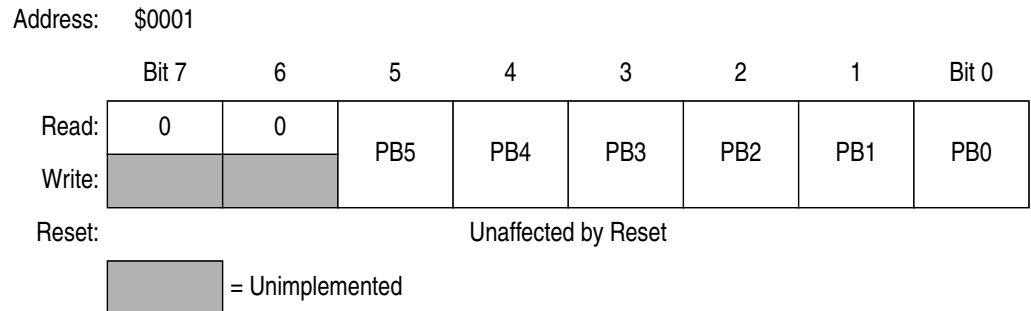 Address: $0001
Bit 7 6 5 4 3 2 1 Bit 0
Read: 0 0 PB5 PB4 PB3 PB2 PB1 PB0
Write:
Reset: Unaffected by Reset
= Unimplemented